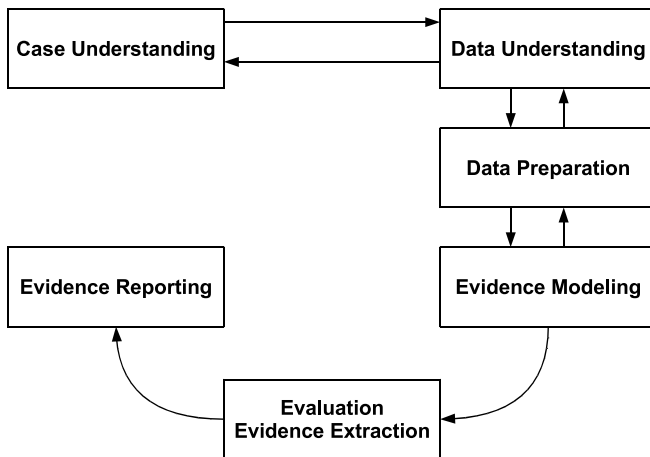 Case Understanding
Data Understanding
Data Preparation
Evidence Reporting
Evidence Modeling
Evaluation
Evidence Extraction